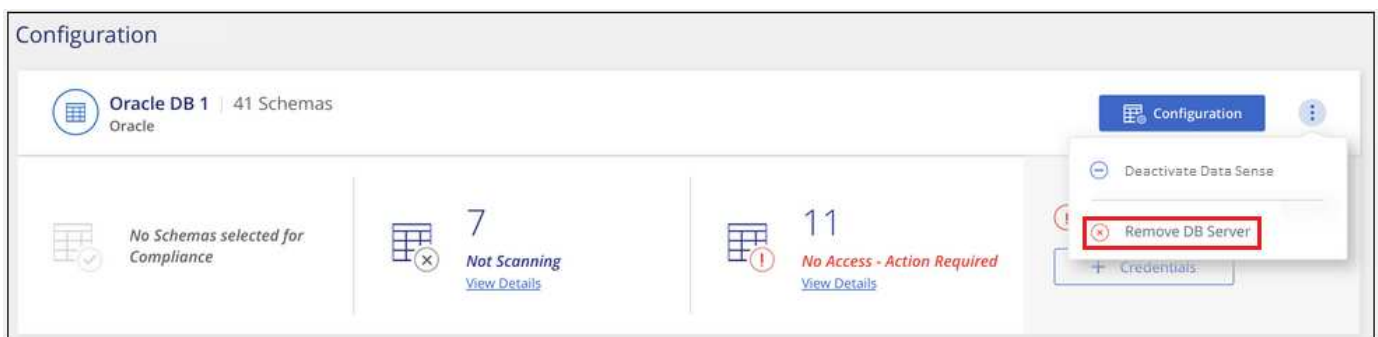 Configuration
Oracle DB 1 | 41 Schemas
Oracle
Configuration
Deactivate Data Sense
Remove DB Server
No Schemas selected for
Compliance
7
Not Scanning
View Details
11
No Access - Action Required
View Details
+ Credentials